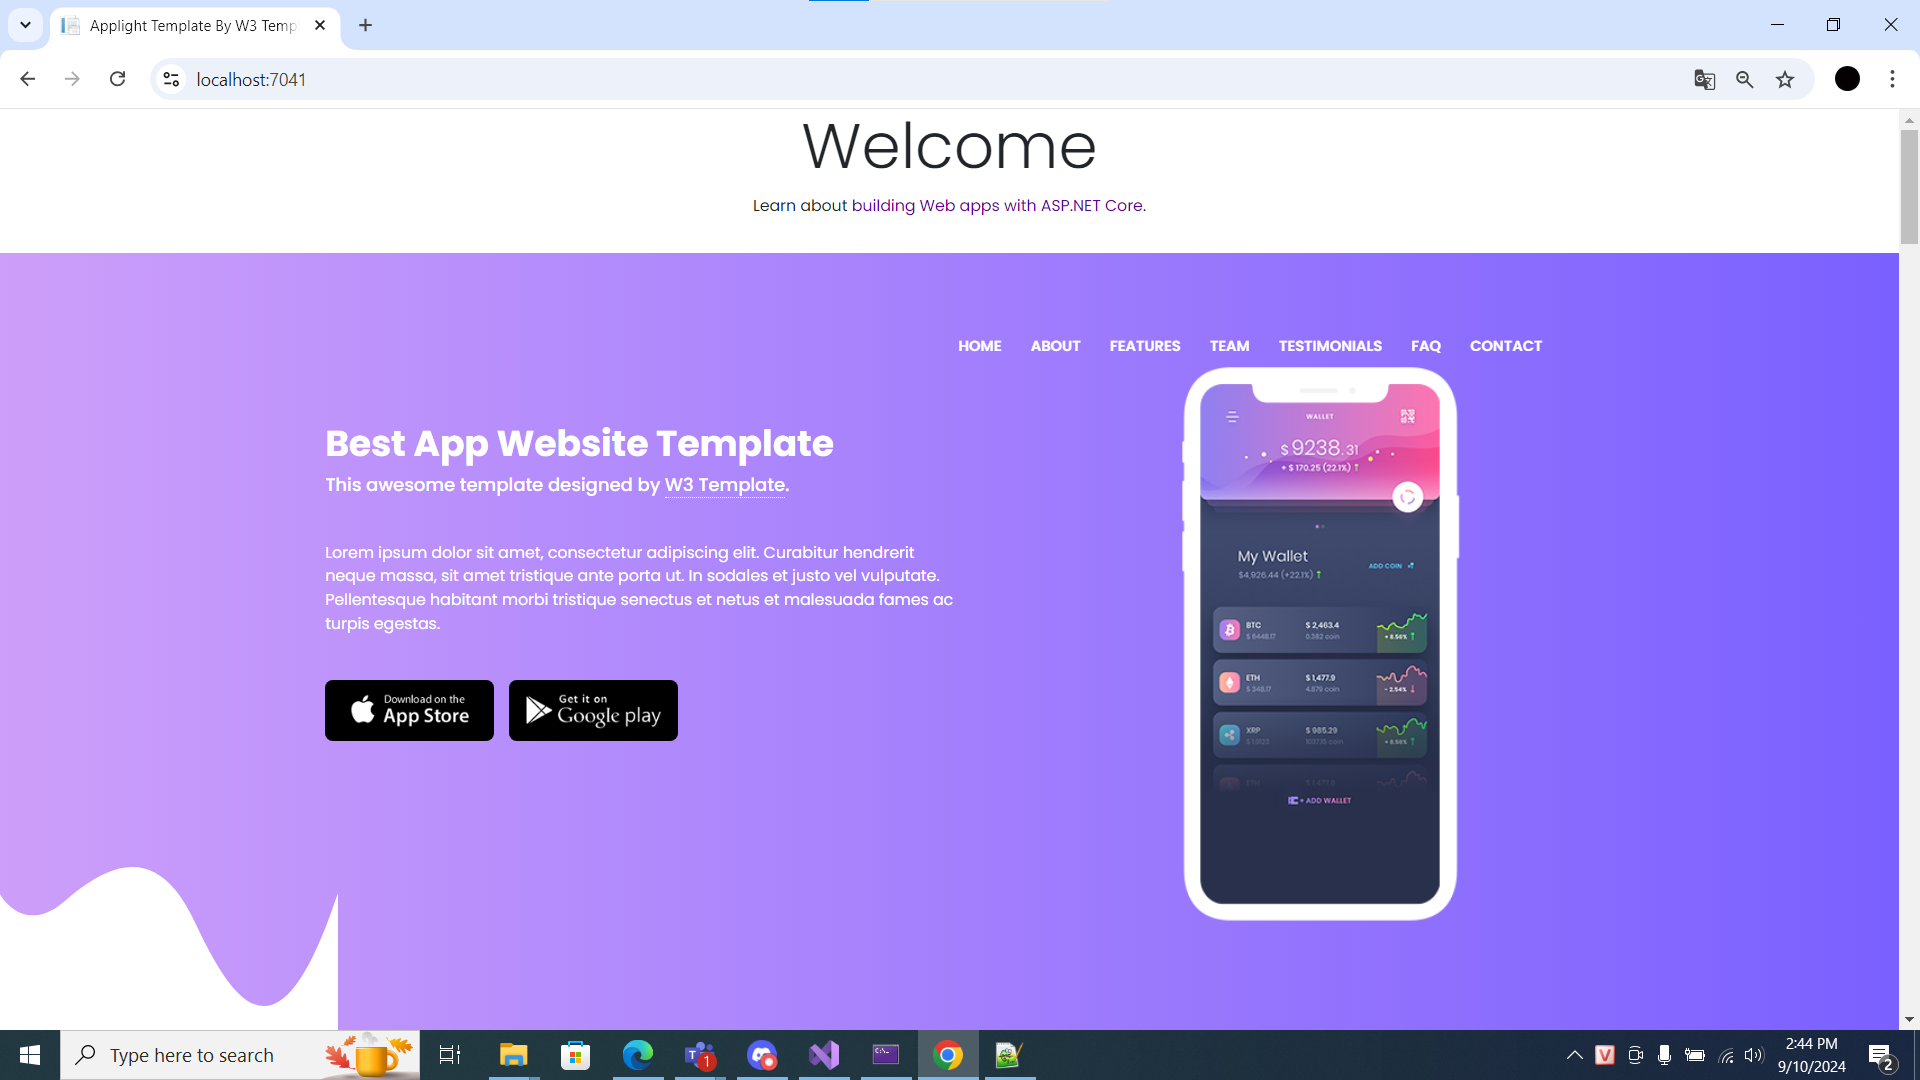 Applight Template By W3 Temp
localhost:7041
Welcome
Learn about building Web apps with ASP.NET Core.
HOME ABOUT FEATURES TEAM TESTIMONIALS FAQ CONTACT
Best App Website Template
This awesome template designed by W3 Template.
Lorem ipsum dolor sit amet, consectetur adipiscing elit. Curabitur hendrerit
neque massa, sit amet tristique ante porta ut. In sodales et justo vel vulputate.
Pellentesque habitant morbi tristique senectus et netus et malesuada fames ac
turpis egestas.
Download on the
App Store
Get it on
Google play
WALLET
$ 9238.31
+ $ 170.25 (22.1%)
My Wallet
$4,926.44 (+22.1%)
ADD COIN
BTC $ 2,463.4
$ 6448.17 0.382 coin + 8.56%
ETH $ 1,477.9
$ 348.17 4.879 coin - 2.54%
XRP $ 985.29
+ 8.56%
ETH $ 1,477.9
+ ADD WALLET
Type here to search
1
2:44 PM
9/10/2024
2